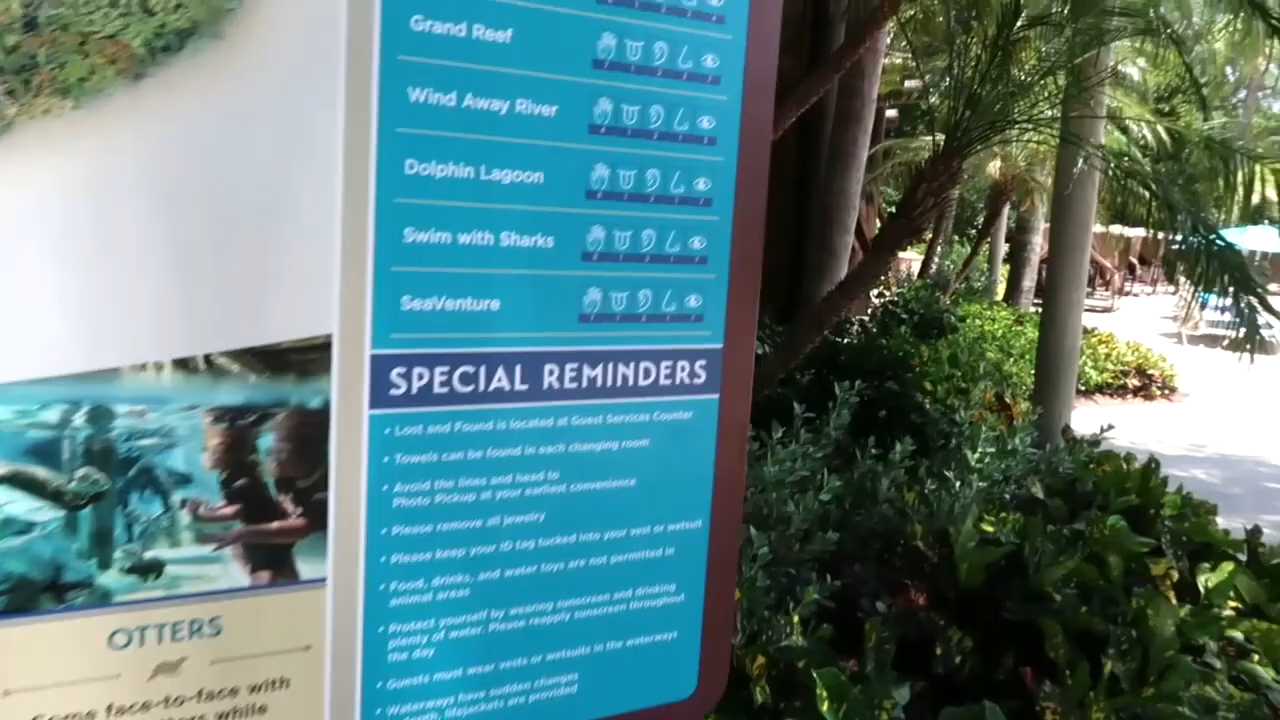 Grand Reef
Wind Away River
Dolphin Lagoon
Swim with Sharks
SeaVenture
SPECIAL REMINDERS
• Lost and Found is located at Guest Services Counter
• Towels can be found in each changing room
• Avoid the lines and head to
Photo Pickup at your earliest convenience
• Please remove all jewelry
• Please keep your ID tag tucked into your vest or wetsuit
• Food, drinks, and water toys are not permitted in
animal areas
• Protect yourself by wearing sunscreen and drinking
plenty of water. Please reapply sunscreen throughout
the day
• Guests must wear vests or wetsuits in the waterways
• Waterways have sudden changes
depth, lifejackets are provided
OTTERS
Come face-to-face with
while